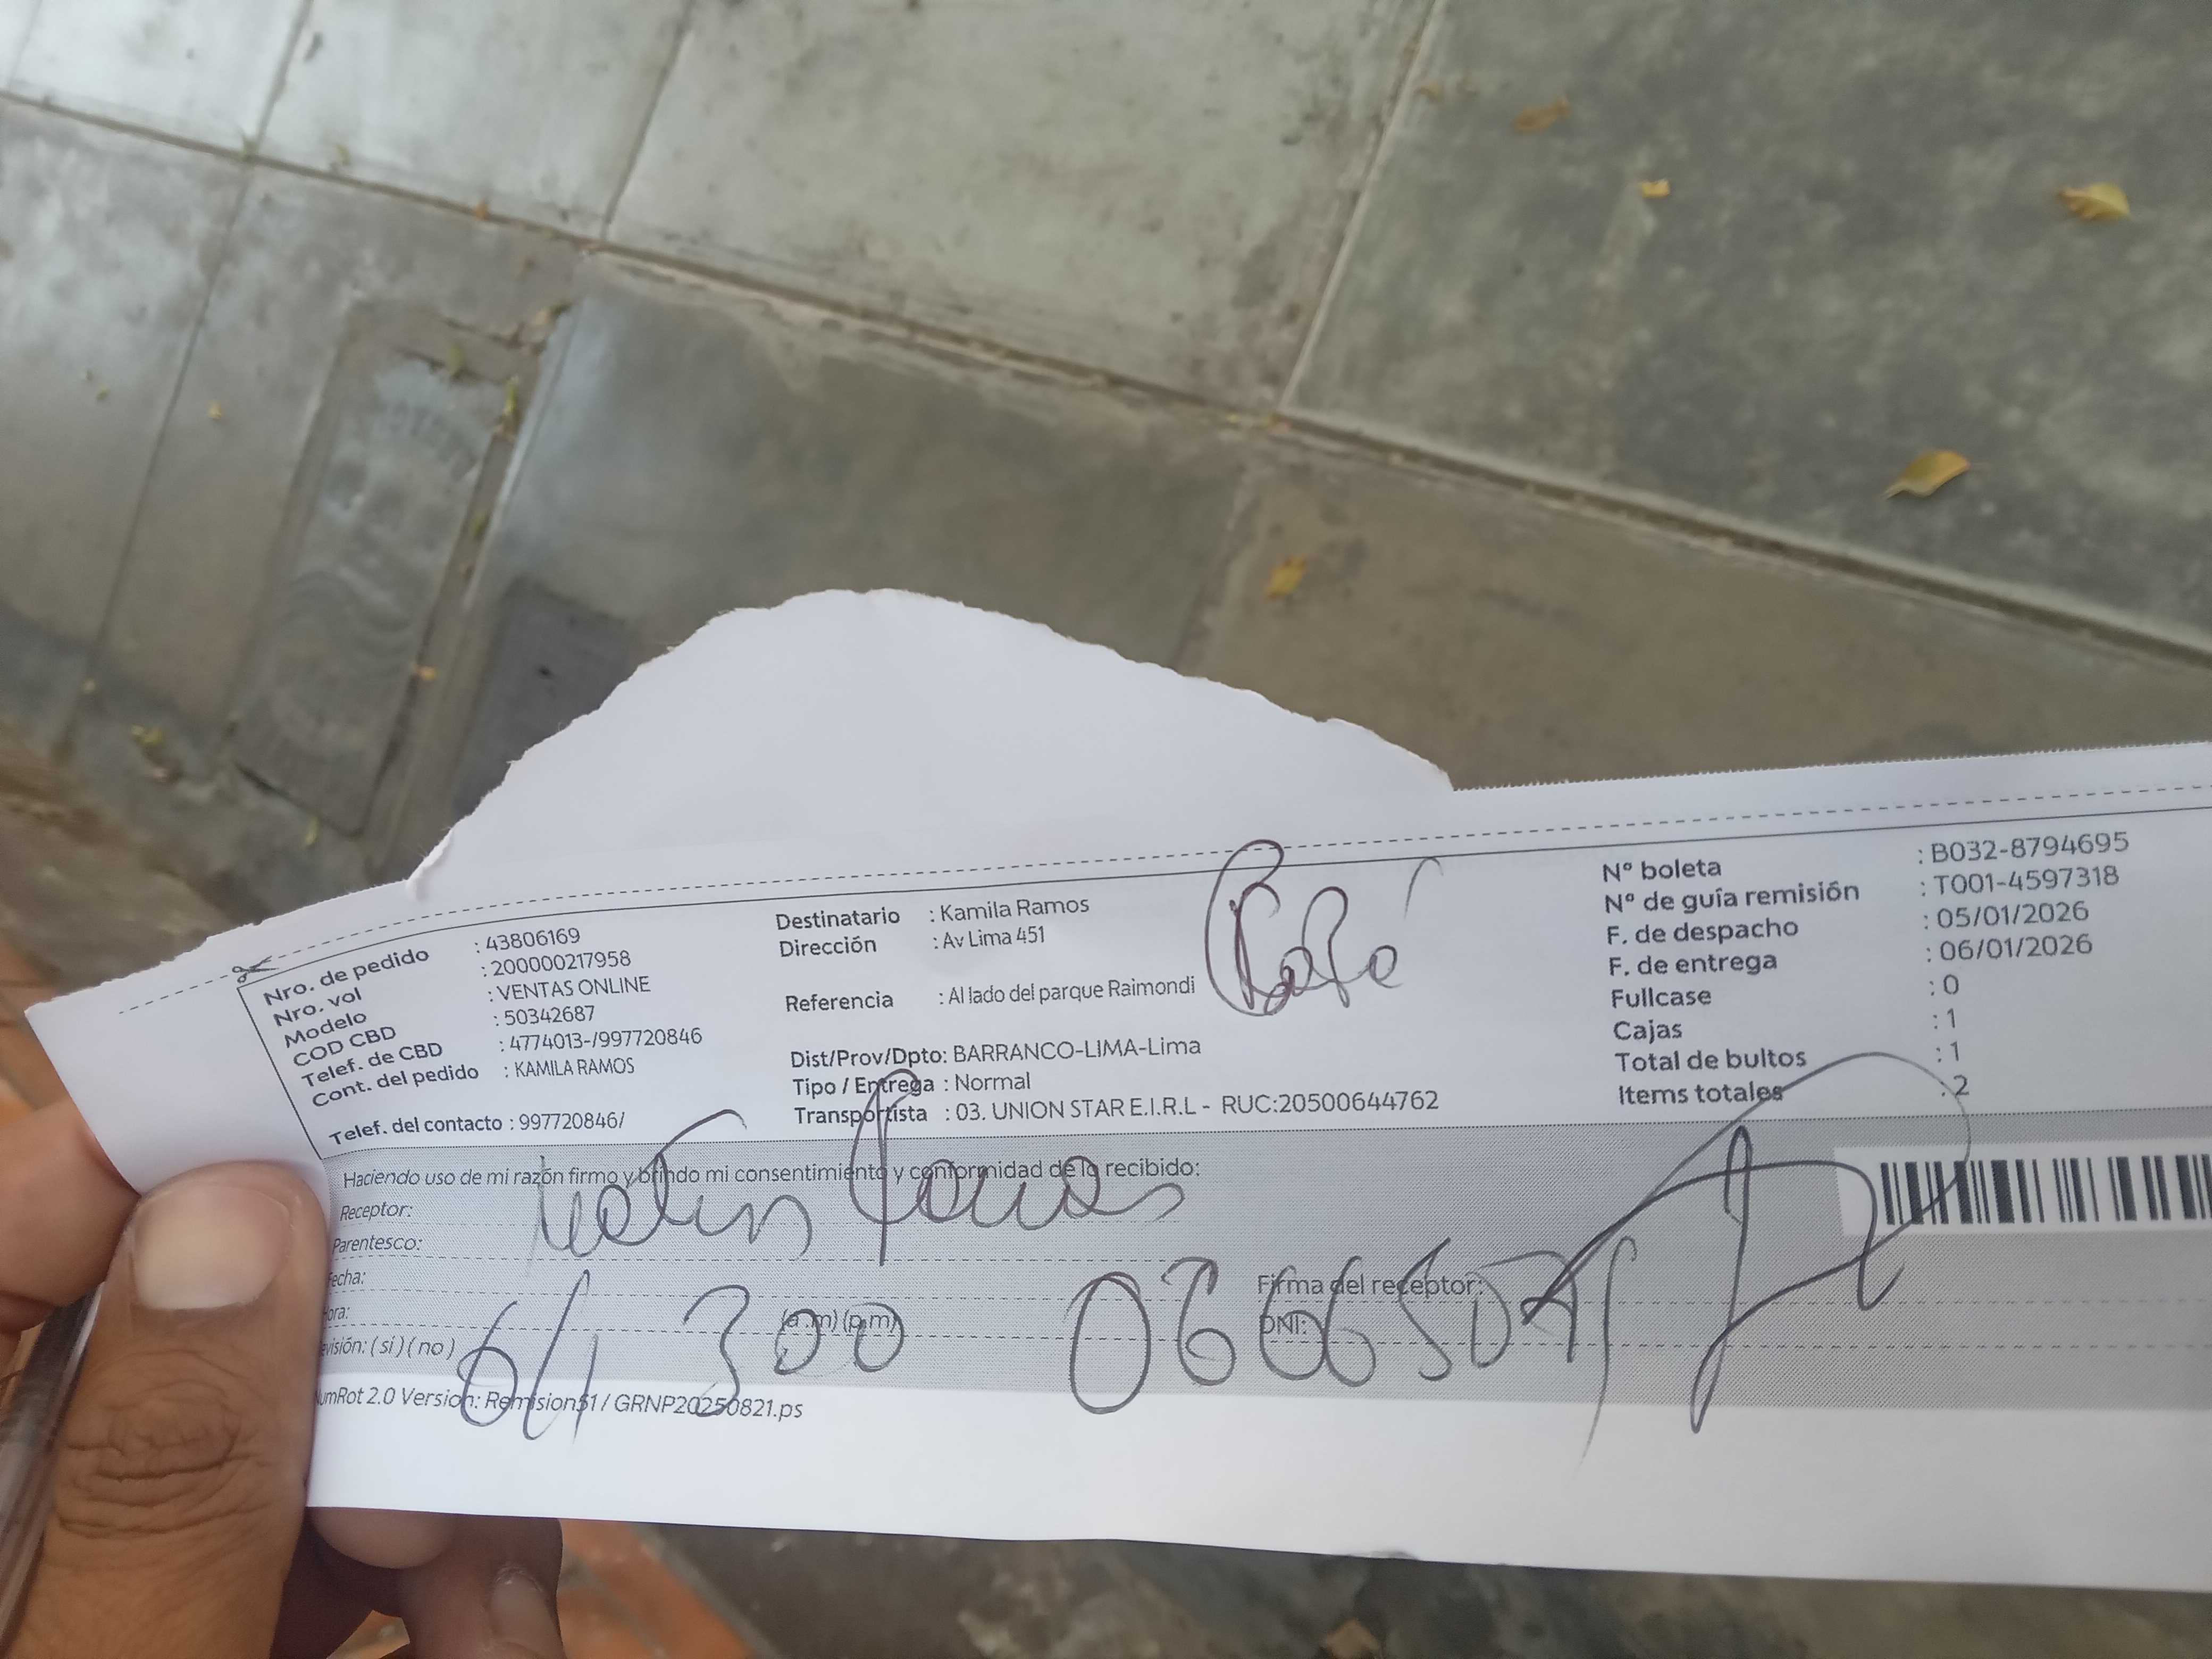 Nro. de pedido : 43806169
Nro. vol : 200000217958
Modelo : VENTAS ONLINE
COD CBD : 50342687
Telef. de CBD : 4774013-/997720846
Cont. del pedido : KAMILA RAMOS
Telef. del contacto : 997720846/
Destinatario : Kamila Ramos
Dirección : Av Lima 451
Referencia : Al lado del parque Raimondi
Dist/Prov/Dpto: BARRANCO-LIMA-Lima
Tipo / Entrega : Normal
Transportista : 03. UNION STAR E.I.R.L - RUC:20500644762
Nº boleta : B032-8794695
Nº de guía remisión : T001-4597318
F. de despacho : 05/01/2026
F. de entrega : 06/01/2026
Fullcase : 0
Cajas : 1
Total de bultos : 1
Items totales : 2
Haciendo uso de mi razón firmo y brindo mi consentimiento y conformidad de lo recibido:
Receptor:
Parentesco:
echa:
ora: (a.m) (p.m)
visión: ( si ) ( no )
6/1 300
Firma del receptor:
DNI:
umRot 2.0 Version: Remision51 / GRNP20250821.ps